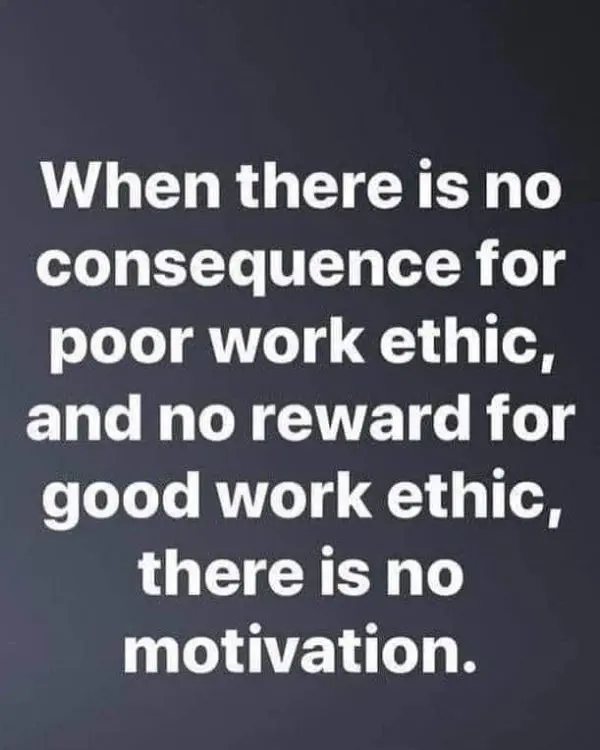 When there is no
consequence for
poor work ethic,
and no reward for
good work ethic,
there is no
motivation.